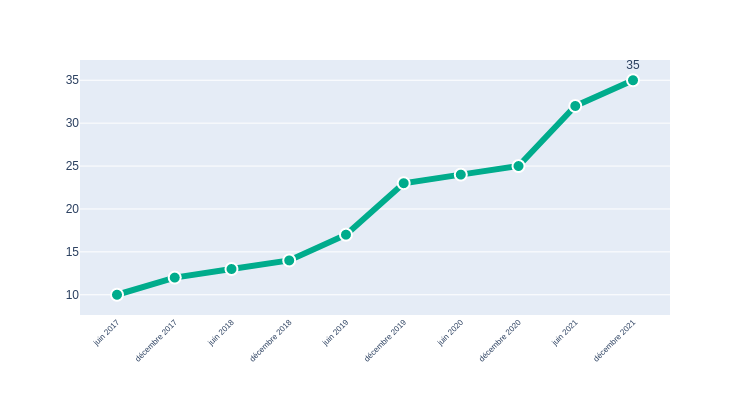 35
35
30
25
20
15
10
juin 2017
décembre 2017
juin 2018
décembre 2018
juin 2019
décembre 2019
juin 2020
décembre 2020
juin 2021
décembre 2021